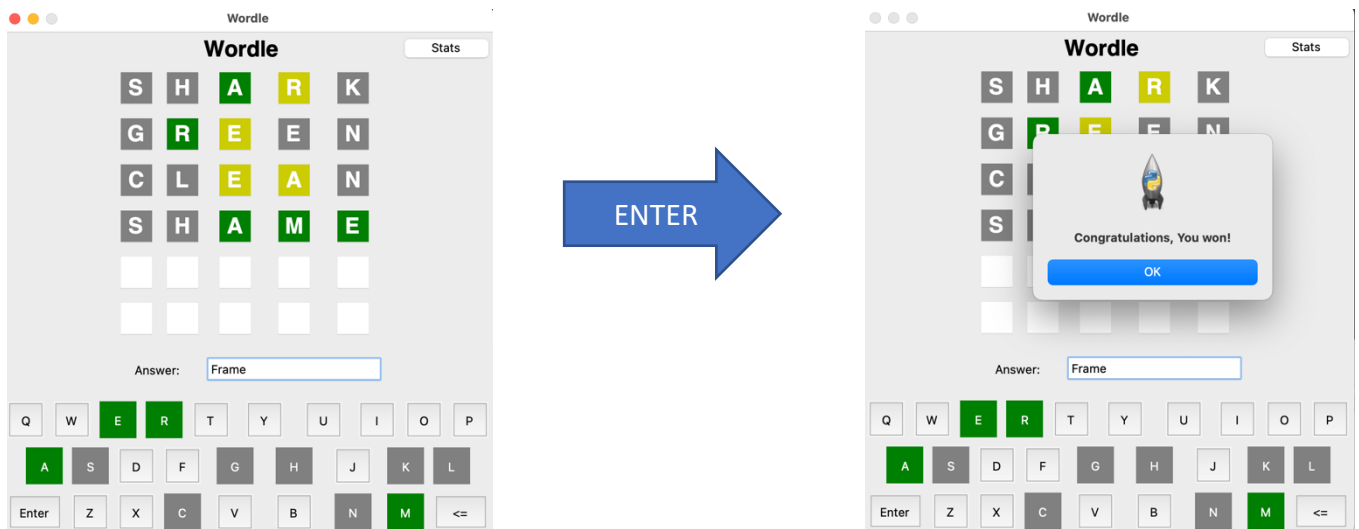 Wordle
Wordle
Stats
S H A R K
G R E E N
C L E A N
S H A M E
Answer: Frame
Q W E R T Y U I O P
A S D F G H J K L
Enter Z X C V B N M <=
ENTER
Wordle
Wordle
Stats
S H A R K
G R E E N
C
S
Congratulations, You won!
OK
Answer: Frame
Q W E R T Y U I O P
A S D F G H J K L
Enter Z X C V B N M <=